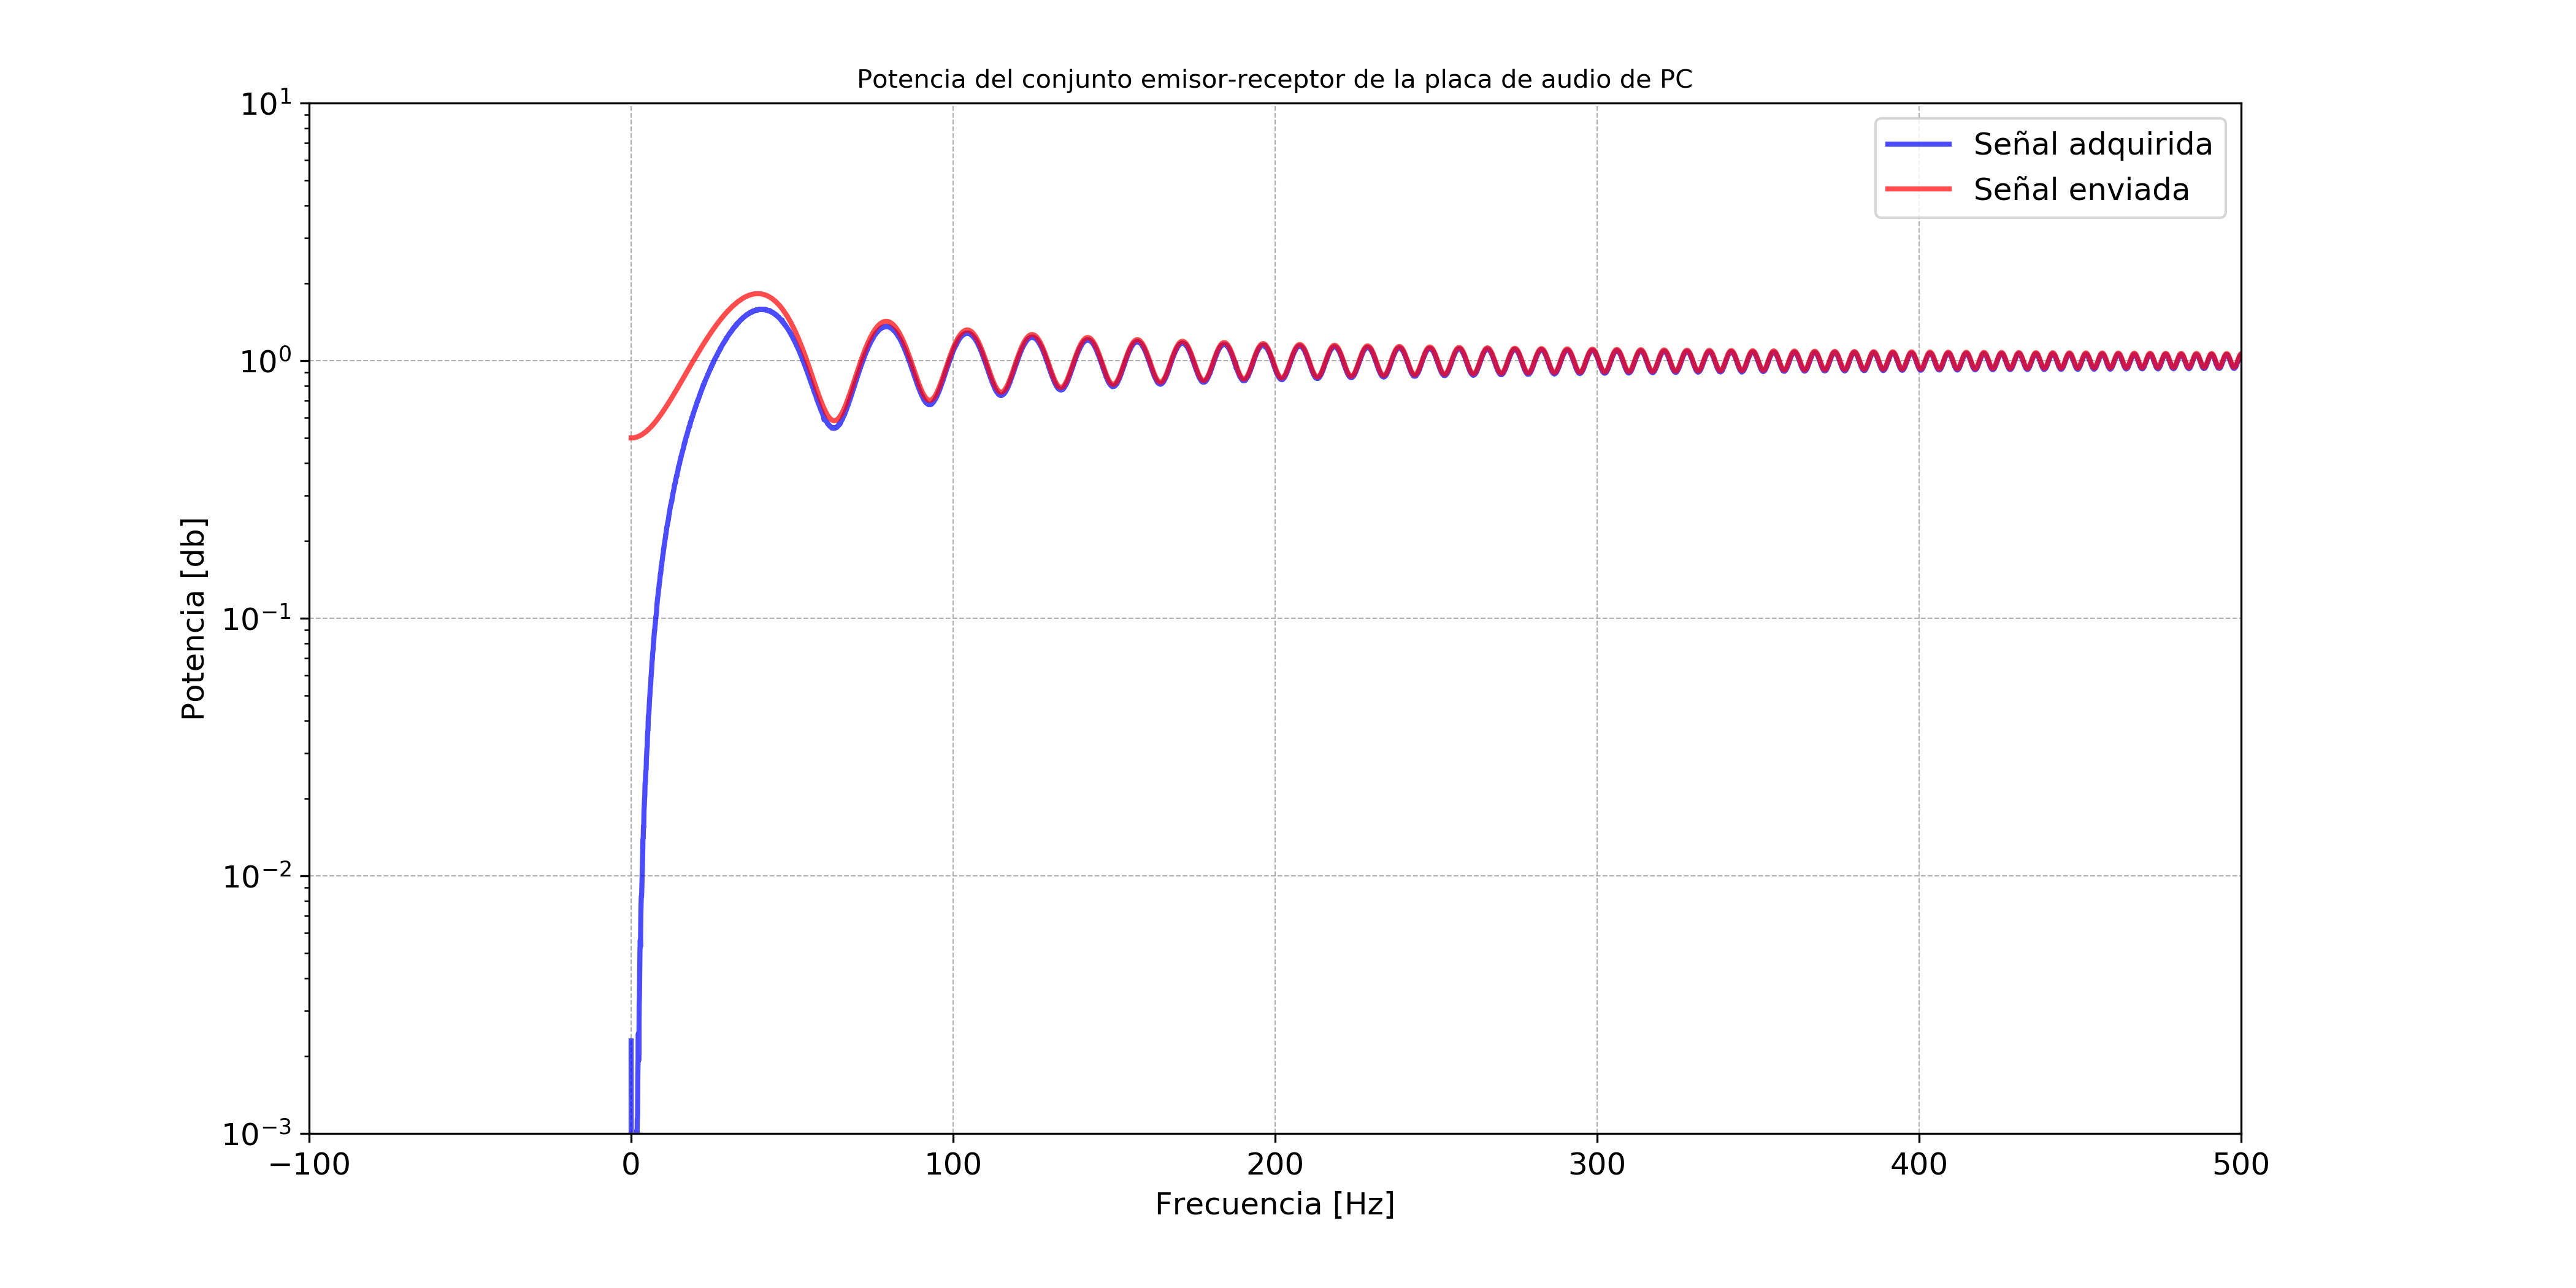 Potencia del conjunto emisor-receptor de la placa de audio de PC
Señal adquirida
Señal enviada
Potencia [db]
10¹
10⁰
10⁻¹
10⁻²
10⁻³
−100 0 100 200 300 400 500
Frecuencia [Hz]